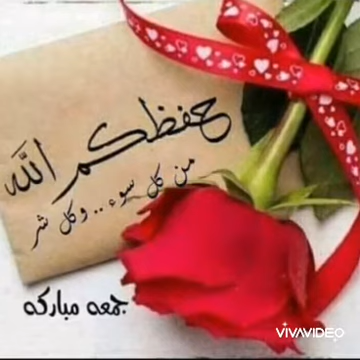 حفظكم الله
من كل سوء .. وكل شر
جمعه مباركه
VIVAVIDEO